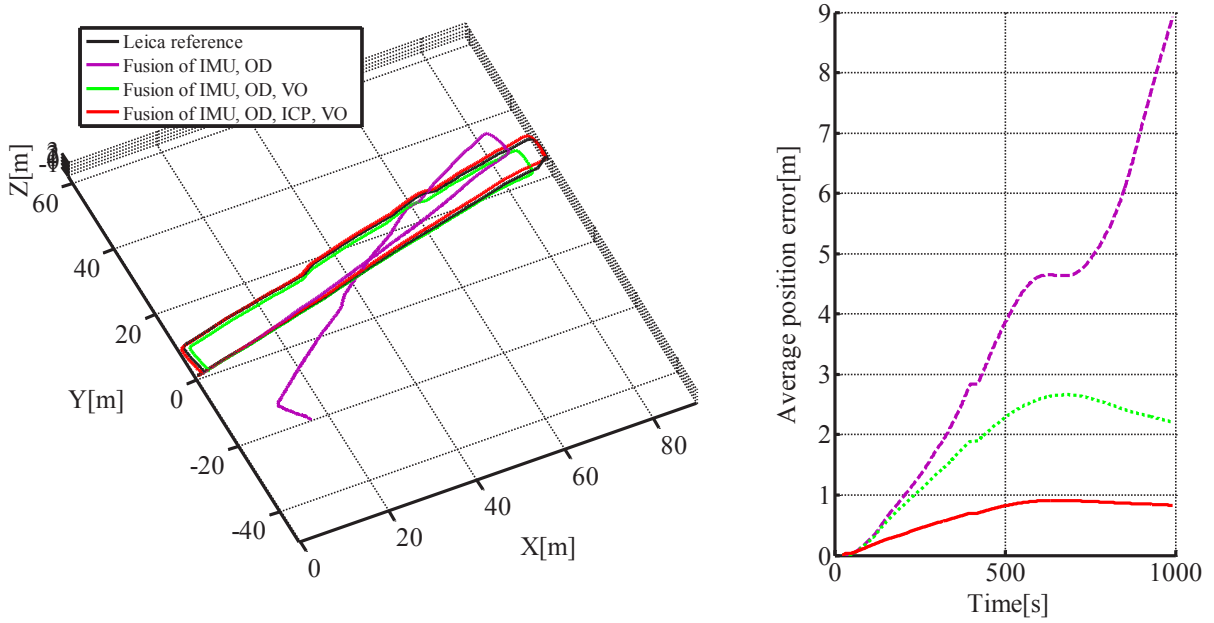 Leica reference
Fusion of IMU, OD
Fusion of IMU, OD, VO
Fusion of IMU, OD, ICP, VO
Z[m]
60
40
20
0
-20
-40
Y[m]
0
20
40
60
80
X[m]
9
8
7
6
5
4
3
2
1
0
Average position error[m]
0
500
1000
Time[s]